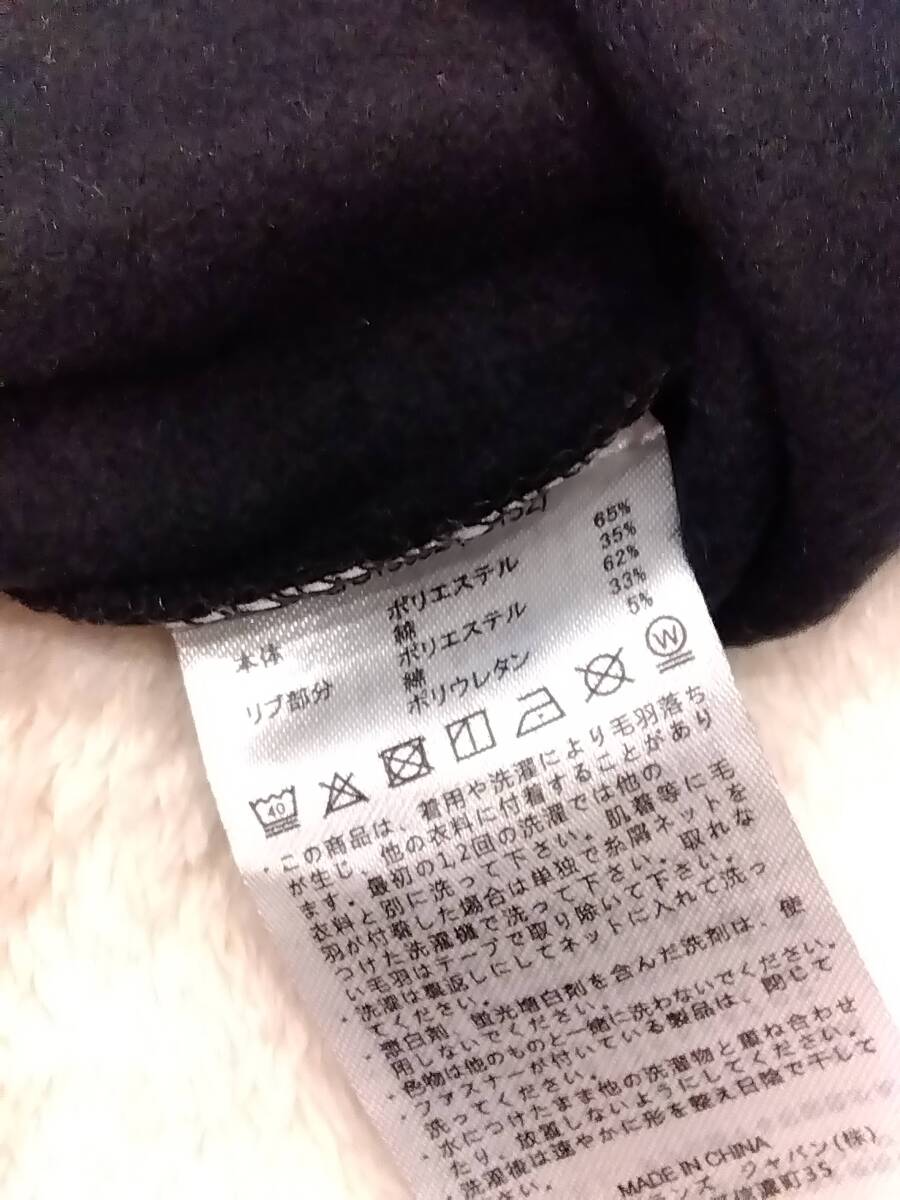 本体 ポリエステル 65%
綿 35%
リブ部分 ポリエステル 62%
綿 33%
ポリウレタン 5%
40 W
・この商品は、着用や洗濯により毛羽落ち
が生じ、他の衣料に付着することがあり
ます。最初の1,2回の洗濯では他の
衣料と別に洗って下さい。肌着等に毛
羽が付着した場合は単独で糸屑ネットを
つけた洗濯機で洗って下さい。取れな
い毛羽はテープで取り除いて下さい。
・洗濯は裏返しにしてネットに入れて洗っ
てください。
・漂白剤、蛍光増白剤を含んだ洗剤は、使
用しないでください。
・色物は他のものと一緒に洗わないでください。
・ファスナーが付いている製品は、閉じて
洗ってください。
・水につけたまま他の洗濯物と重ね合わせ
たり、放置しないようにしてください。
・洗濯後は速やかに形を整え日陰で干して
さい。
MADE IN CHINA
ズ ジャパン(株)
町35